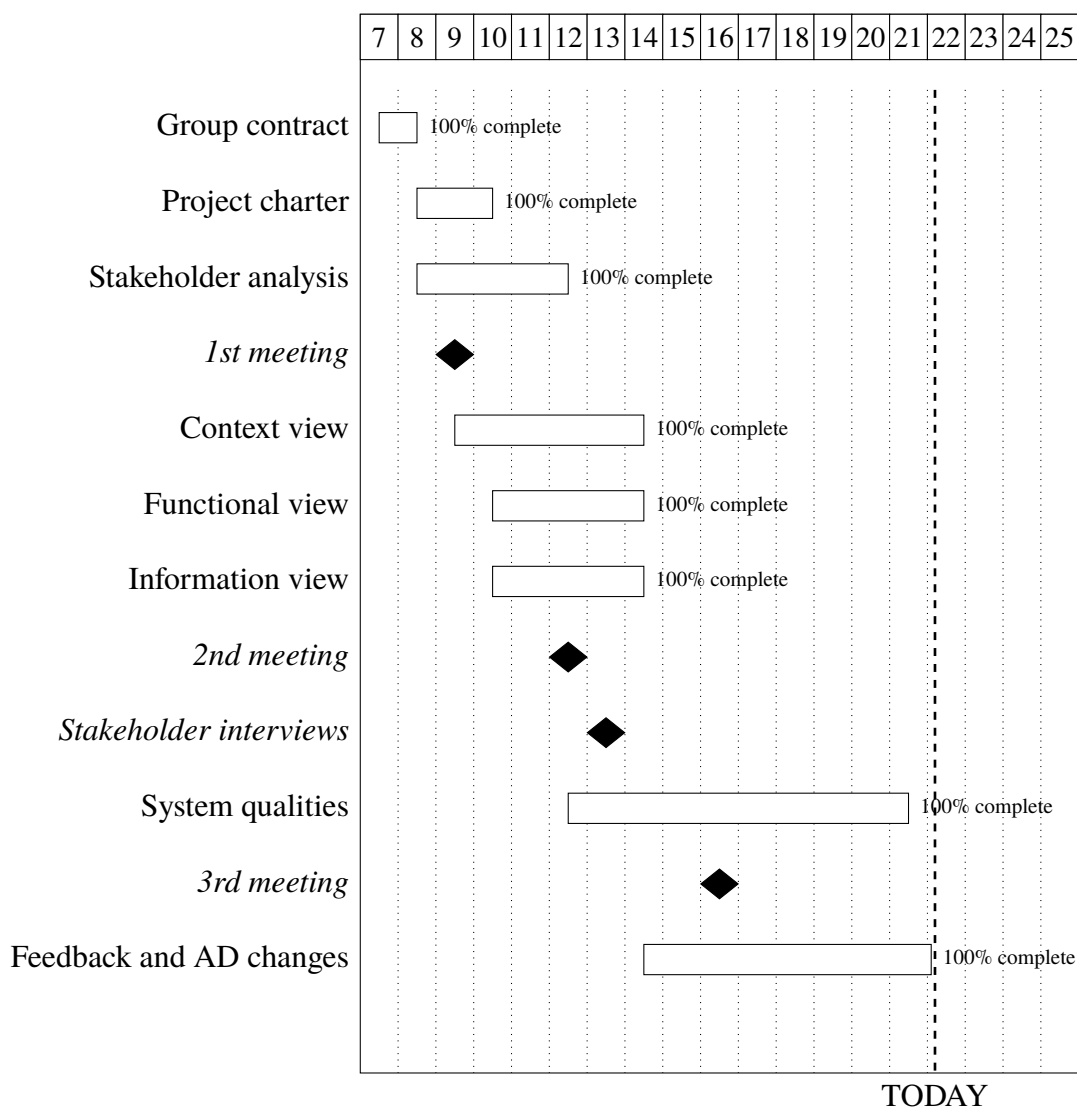 7 8 9 10 11 12 13 14 15 16 17 18 19 20 21 22 23 24 25
Group contract 100% complete
Project charter 100% complete
Stakeholder analysis 100% complete
1st meeting
Context view 100% complete
Functional view 100% complete
Information view 100% complete
2nd meeting
Stakeholder interviews
System qualities 100% complete
3rd meeting
Feedback and AD changes 100% complete
TODAY